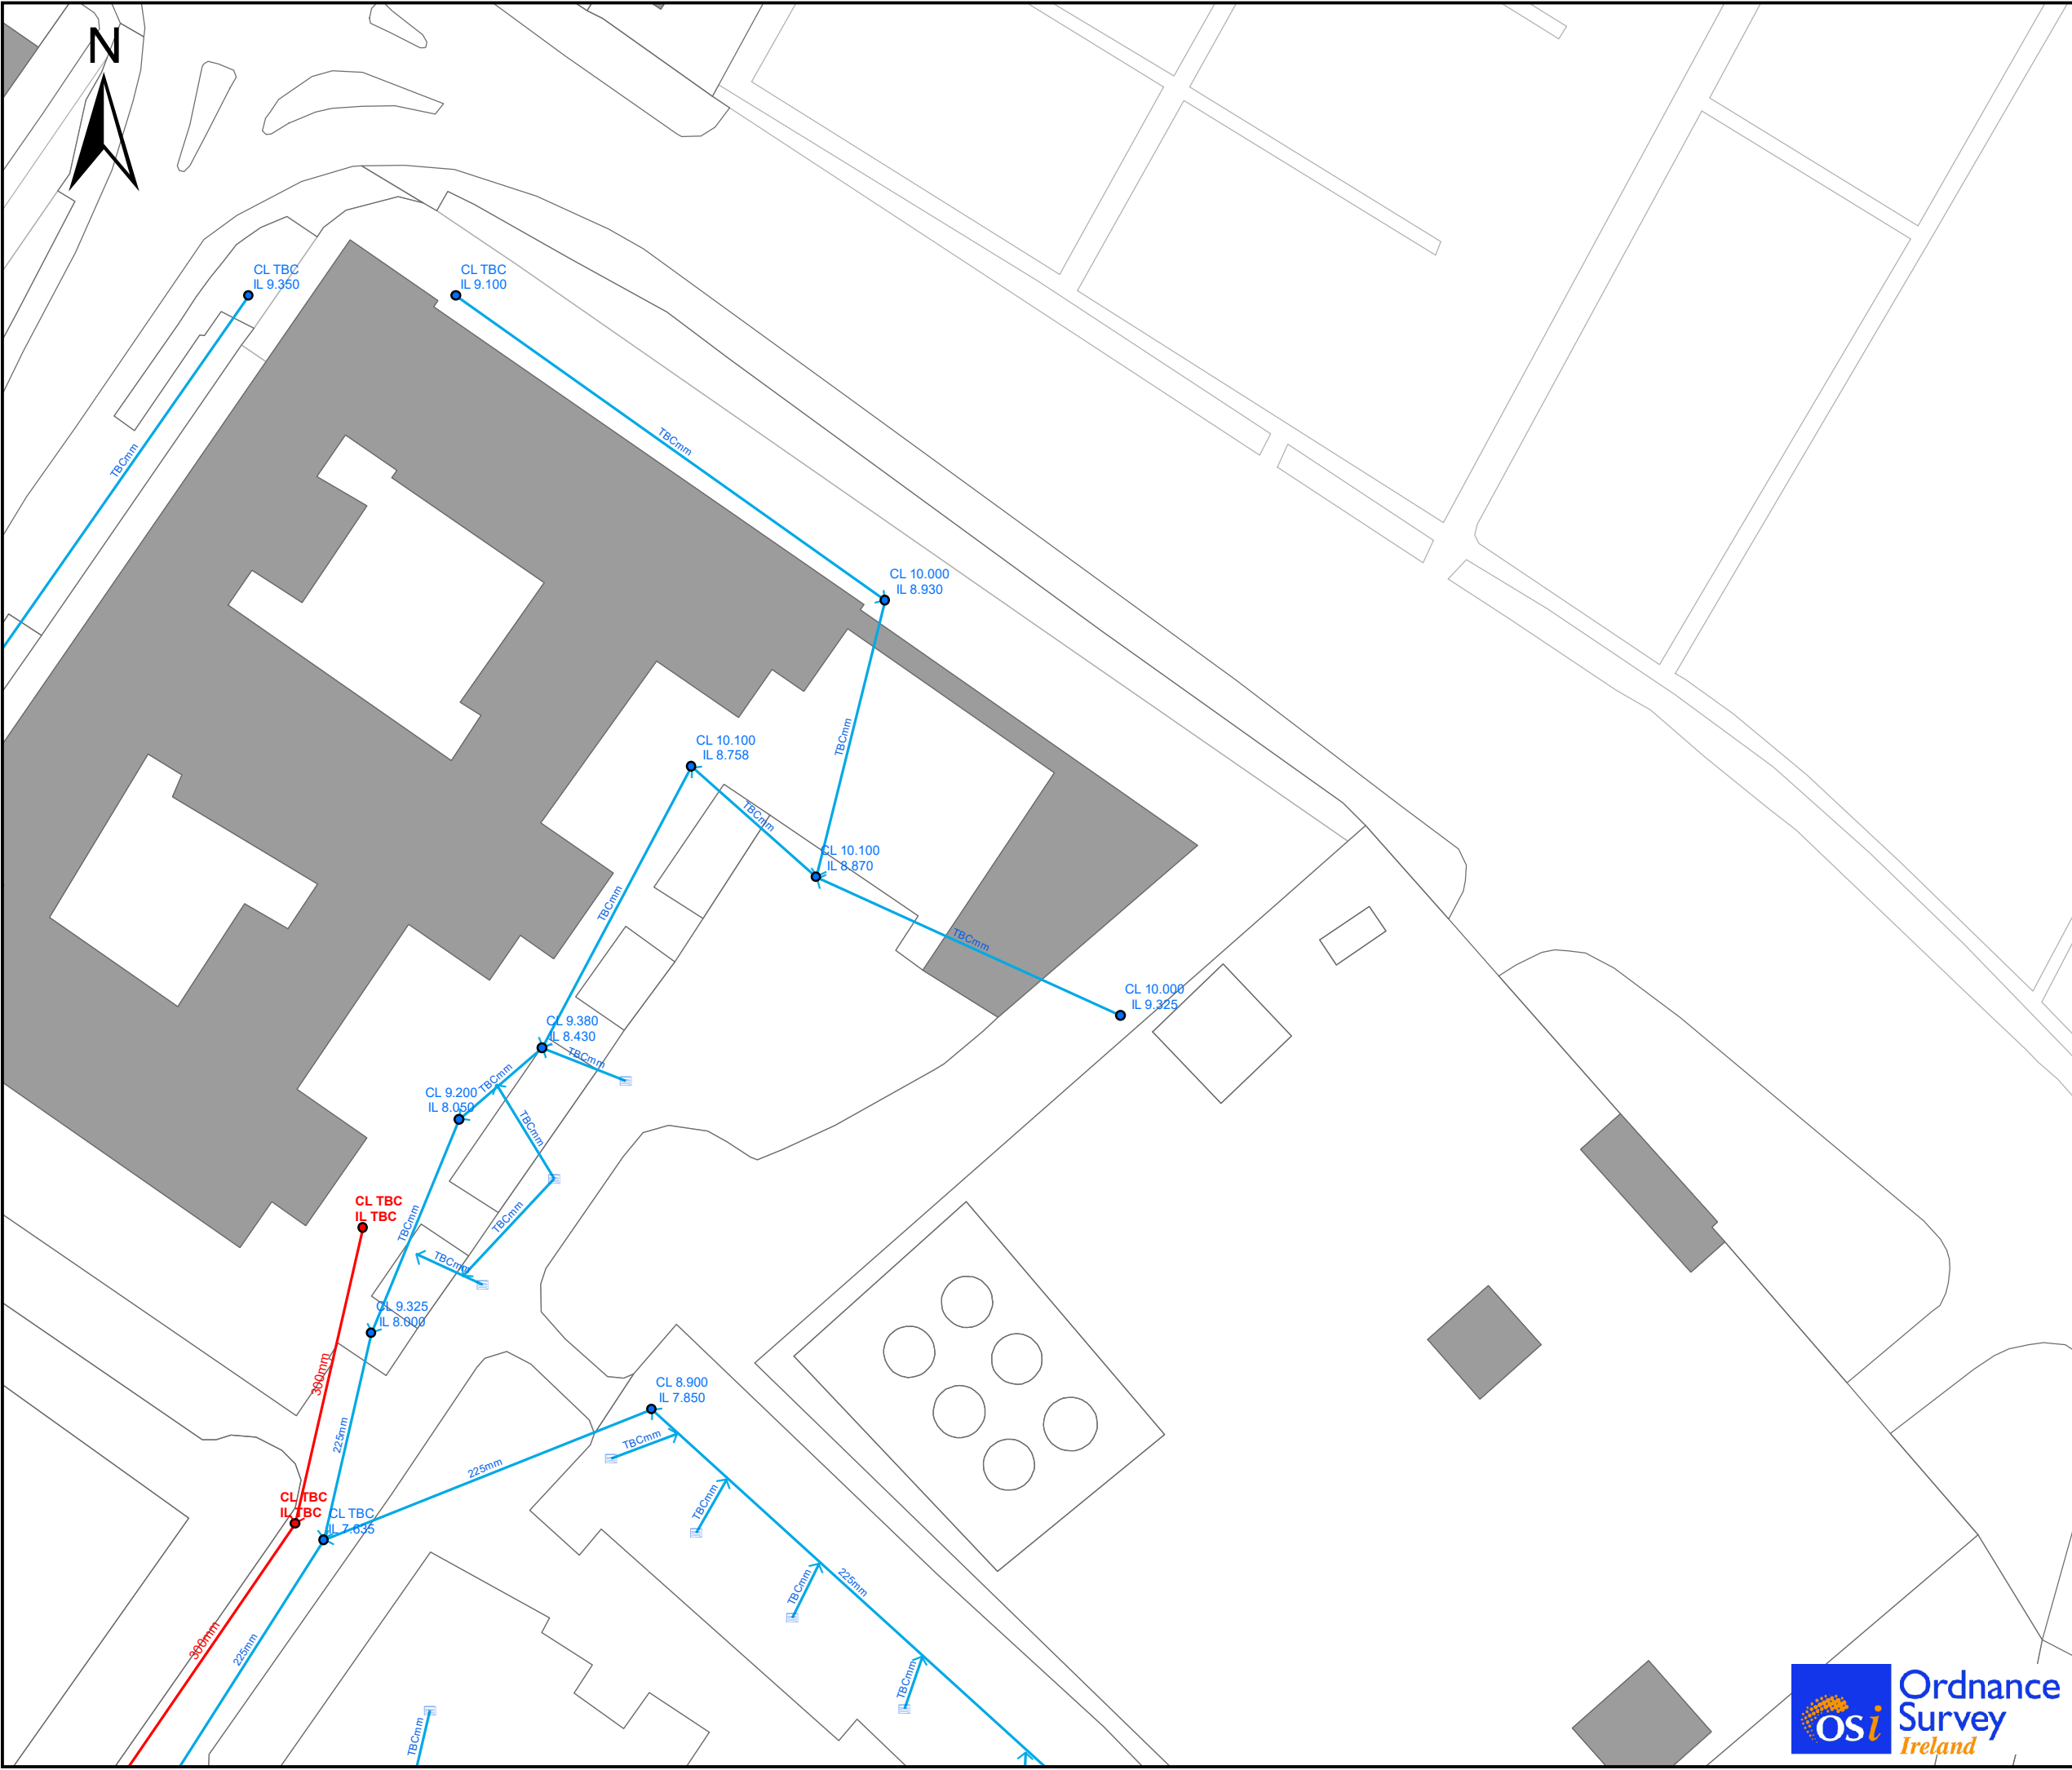 N
CL TBC
IL 9.350
CL TBC
IL 9.100
TBCmm
TBCmm
CL 10.000
IL 8.930
TBCmm
CL 10.100
IL 8.758
TBCmm
CL 10.100
IL 8.870
TBCmm
TBCmm
CL 10.000
IL 9.325
CL 9.380
IL 8.430
TBCmm
TBCmm
CL 9.200
IL 8.050
TBCmm
TBCmm
CL TBC
IL TBC
TBCmm
TBCmm
CL 9.325
IL 8.000
300mm
CL 8.900
IL 7.850
225mm
TBCmm
225mm
CL TBC
IL TBC
CL TBC
IL 7.635
TBCmm
TBCmm
225mm
300mm
225mm
TBCmm
TBCmm
osi
Ordnance
Survey
Ireland